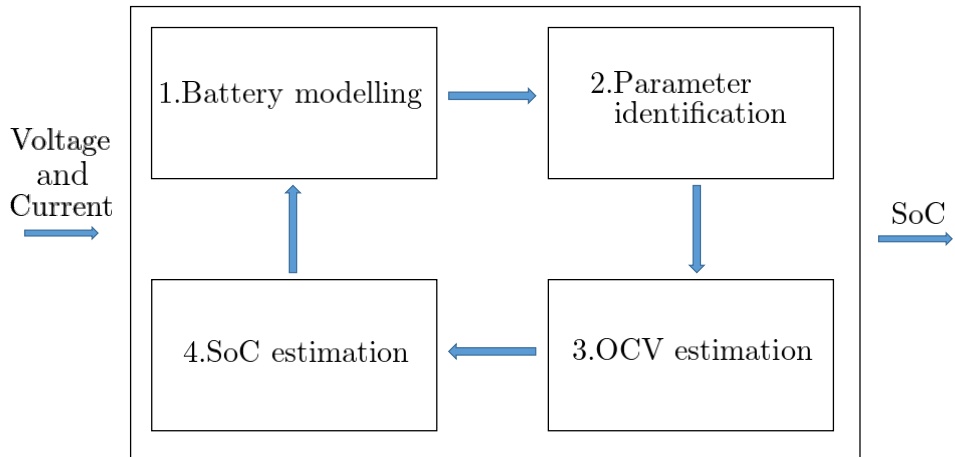 1.Battery modelling
2.Parameter
identification
Voltage
and
Current
SoC
4.SoC estimation
3.OCV estimation